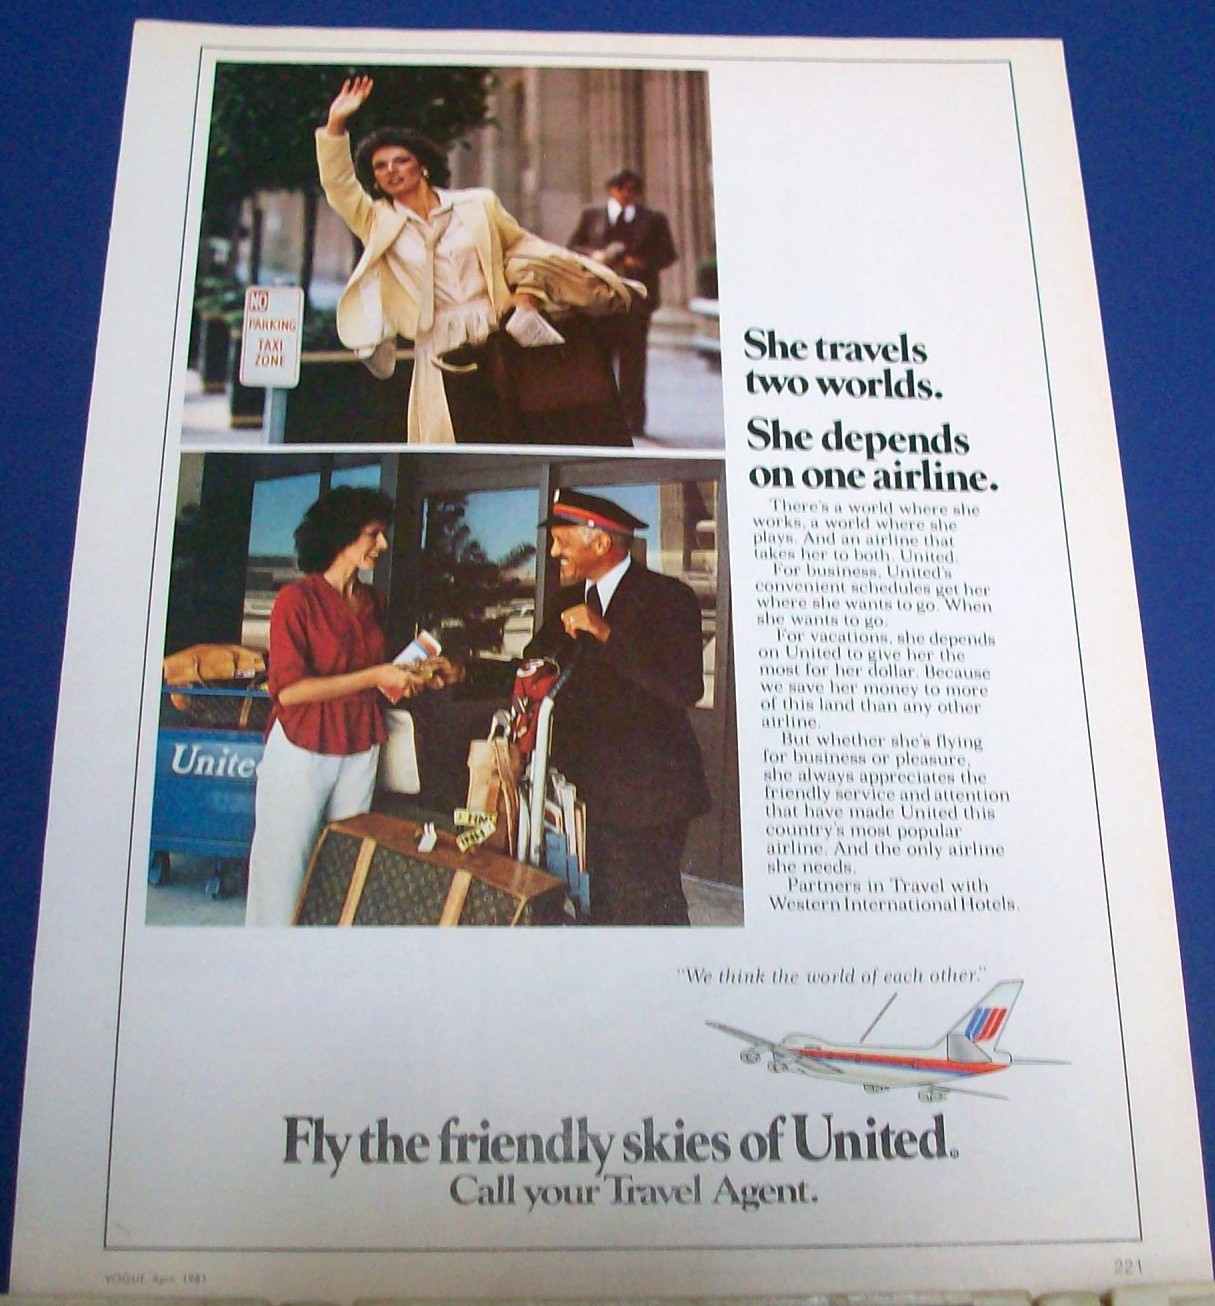 NO
PARKING
TAXI
ZONE
She travels
two worlds.
She depends
on one airline.
There's a world where she
works, a world where she
plays. And an airline that
takes her to both. United.
For business, United's
convenient schedules get her
where she wants to go. When
she wants to go.
For vacations, she depends
on United to give her the
most for her dollar. Because
we save her money to more
of this land than any other
airline.
But whether she's flying
for business or pleasure,
she always appreciates the
friendly service and attention
that have made United this
country's most popular
airline. And the only airline
she needs.
Partners in Travel with
Western International Hotels.
Unite
"We think the world of each other."
Fly the friendly skies of United.®
Call your Travel Agent.
VOGUE, April, 1981
221